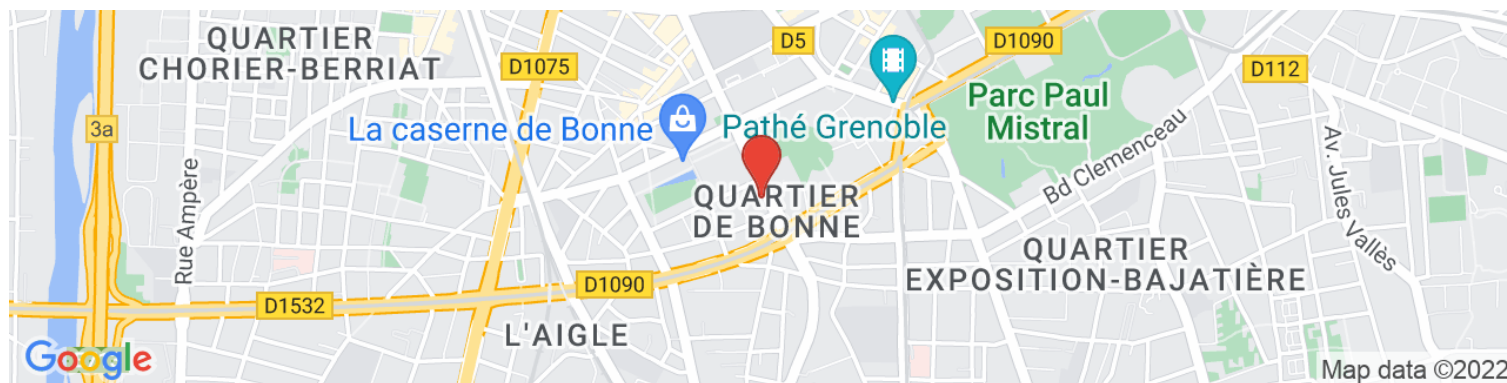 QUARTIER
CHORIER-BERRIAT
D1075
D5
D1090
D112
3a
La caserne de Bonne
Pathé Grenoble
Parc Paul
Mistral
Rue Ampère
QUARTIER
DE BONNE
Bd Clemenceau
Av. Jules Vallès
QUARTIER
EXPOSITION-BAJATIÈRE
D1090
D1532
L'AIGLE
Google
Map data ©2022